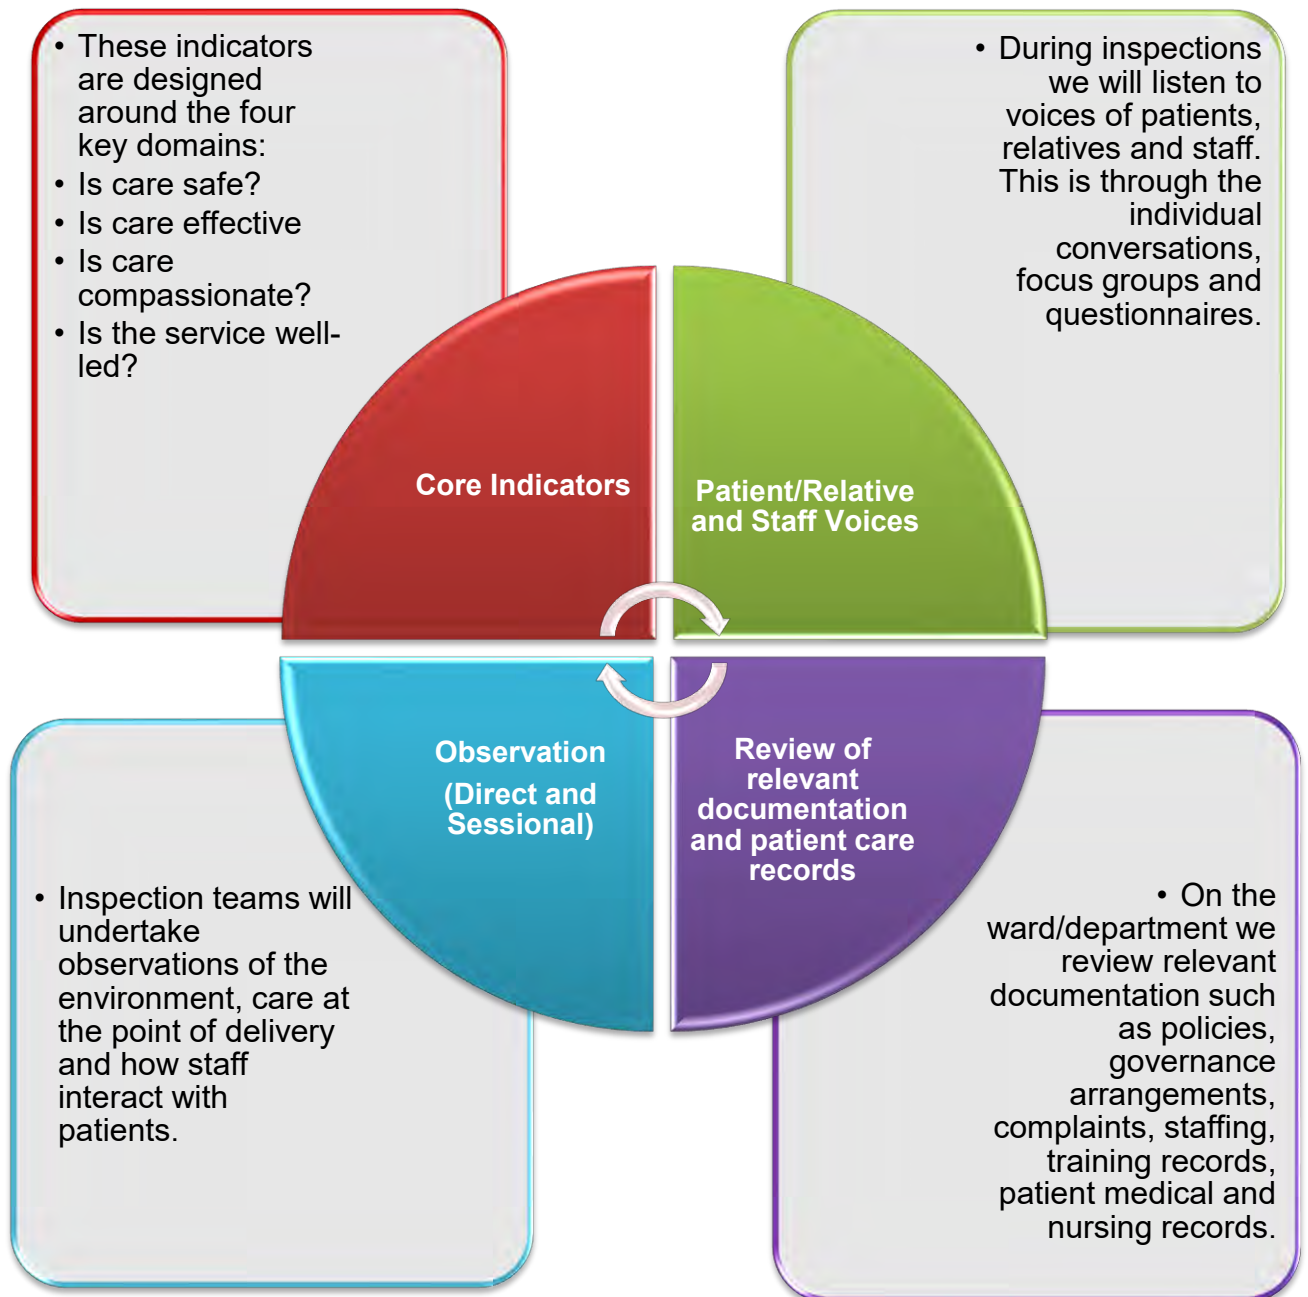 • These indicators
are designed
around the four
key domains:
• Is care safe?
• Is care effective
• Is care
compassionate?
• Is the service well-
led?
• During inspections
we will listen to
voices of patients,
relatives and staff.
This is through the
individual
conversations,
focus groups and
questionnaires.
Core Indicators
Patient/Relative
and Staff Voices
Observation
(Direct and
Sessional)
Review of
relevant
documentation
and patient care
records
• Inspection teams will
undertake
observations of the
environment, care at
the point of delivery
and how staff
interact with
patients.
• On the
ward/department we
review relevant
documentation such
as policies,
governance
arrangements,
complaints, staffing,
training records,
patient medical and
nursing records.